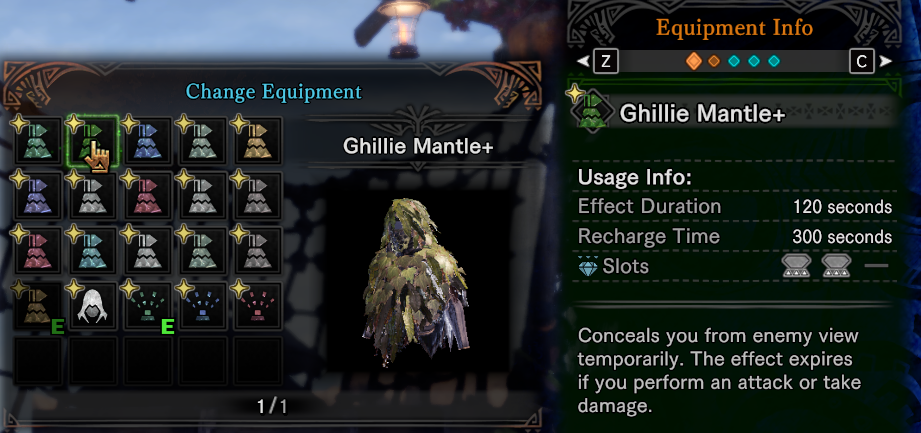 Equipment Info
Z
C
Change Equipment
Ghillie Mantle+
E
E
1/1
Ghillie Mantle+
Usage Info:
Effect Duration 120 seconds
Recharge Time 300 seconds
Slots
Conceals you from enemy view
temporarily. The effect expires
if you perform an attack or take
damage.